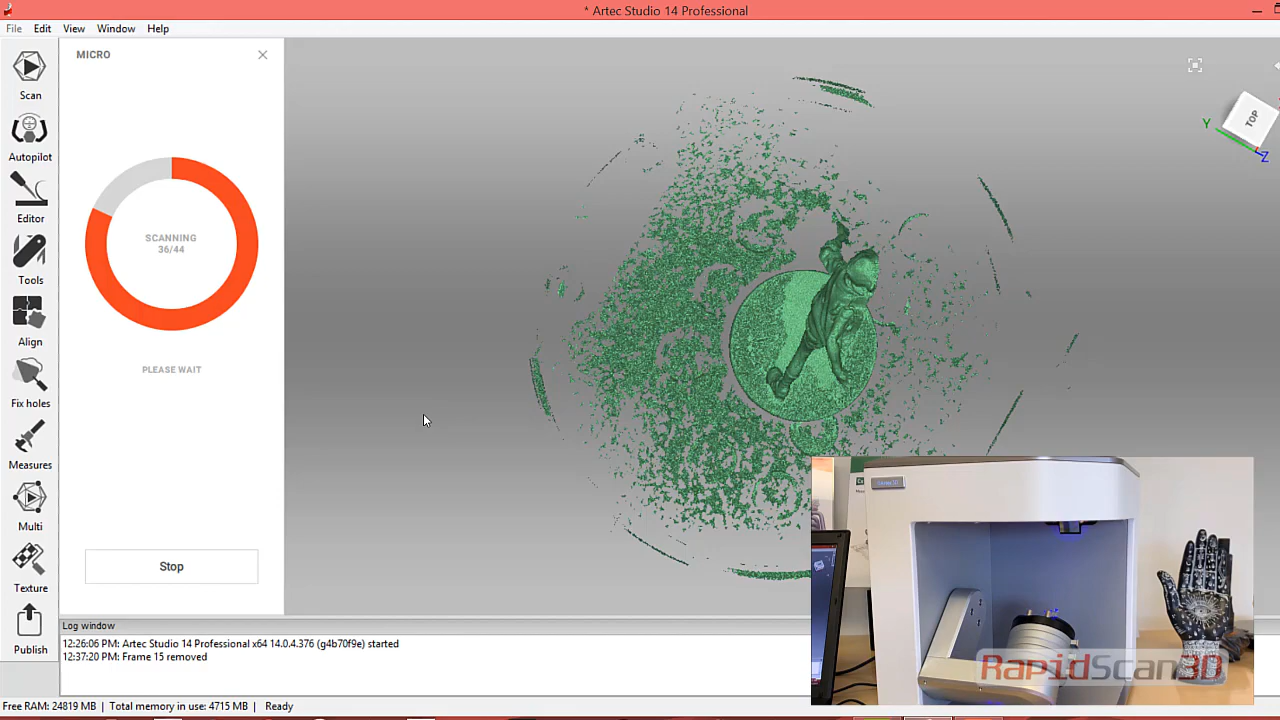 * Artec Studio 14 Professional
File Edit View Window Help
MICRO
Scan
Autopilot
Editor
Tools
Align
Fix holes
Measures
Multi
Texture
Publish
SCANNING
36/44
PLEASE WAIT
Stop
TOP
Y
Z
Log window
12:26:06 PM: Artec Studio 14 Professional x64 14.0.4.376 (g4b70f9e) started
12:37:20 PM: Frame 15 removed
Free RAM: 24819 MB | Total memory in use: 4715 MB | Ready
RapidScan3D